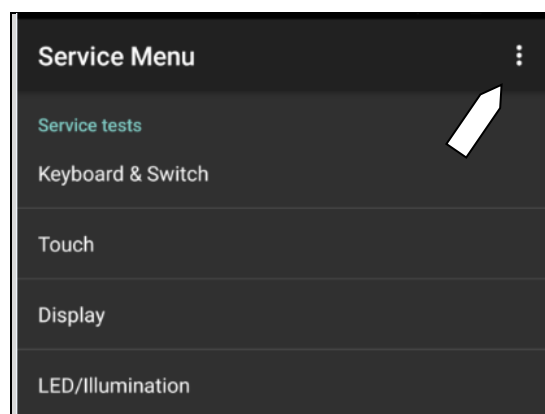 Service Menu
Service tests
Keyboard & Switch
Touch
Display
LED/Illumination